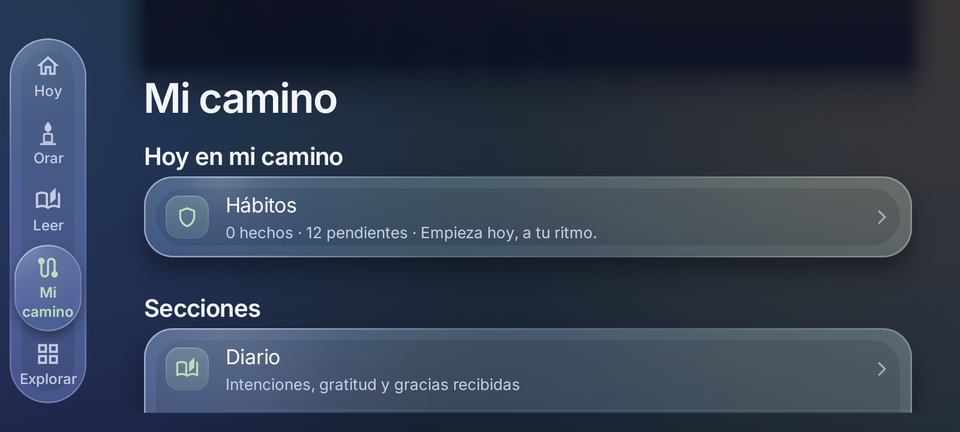 Hoy
Orar
Leer
Mi
camino
Explorar
Mi camino
Hoy en mi camino
Hábitos
0 hechos · 12 pendientes · Empieza hoy, a tu ritmo.
Secciones
Diario
Intenciones, gratitud y gracias recibidas